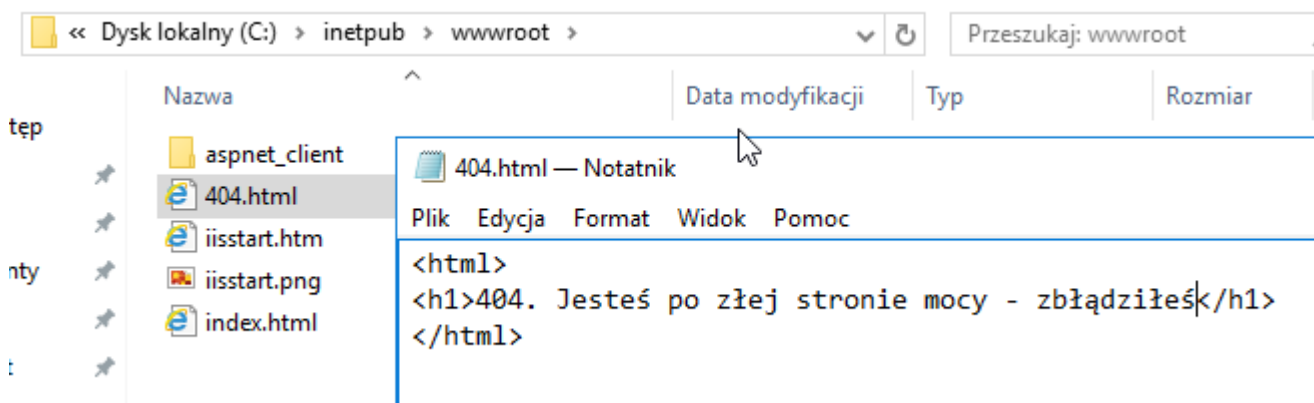 « Dysk lokalny (C:) > inetpub > wwwroot >
Przeszukaj: wwwroot
Nazwa
Data modyfikacji
Typ
Rozmiar
tęp
aspnet_client
404.html
iisstart.htm
nty
iisstart.png
index.html
404.html — Notatnik
Plik Edycja Format Widok Pomoc
<html>
<h1>404. Jesteś po złej stronie mocy - zbłądziłeś</h1>
</html>